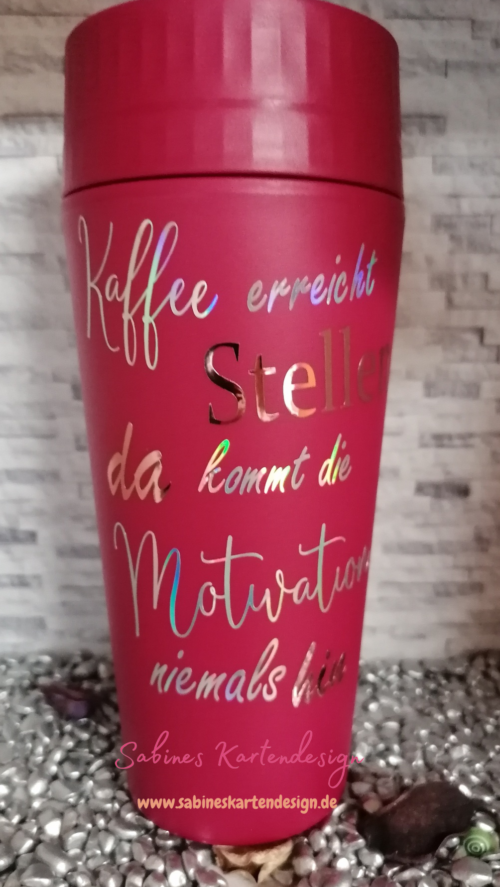 Kaffee erreicht
Stellen
da kommt die
Motivation
niemals hin
Sabines Kartendesign
www.sabineskartendesign.de